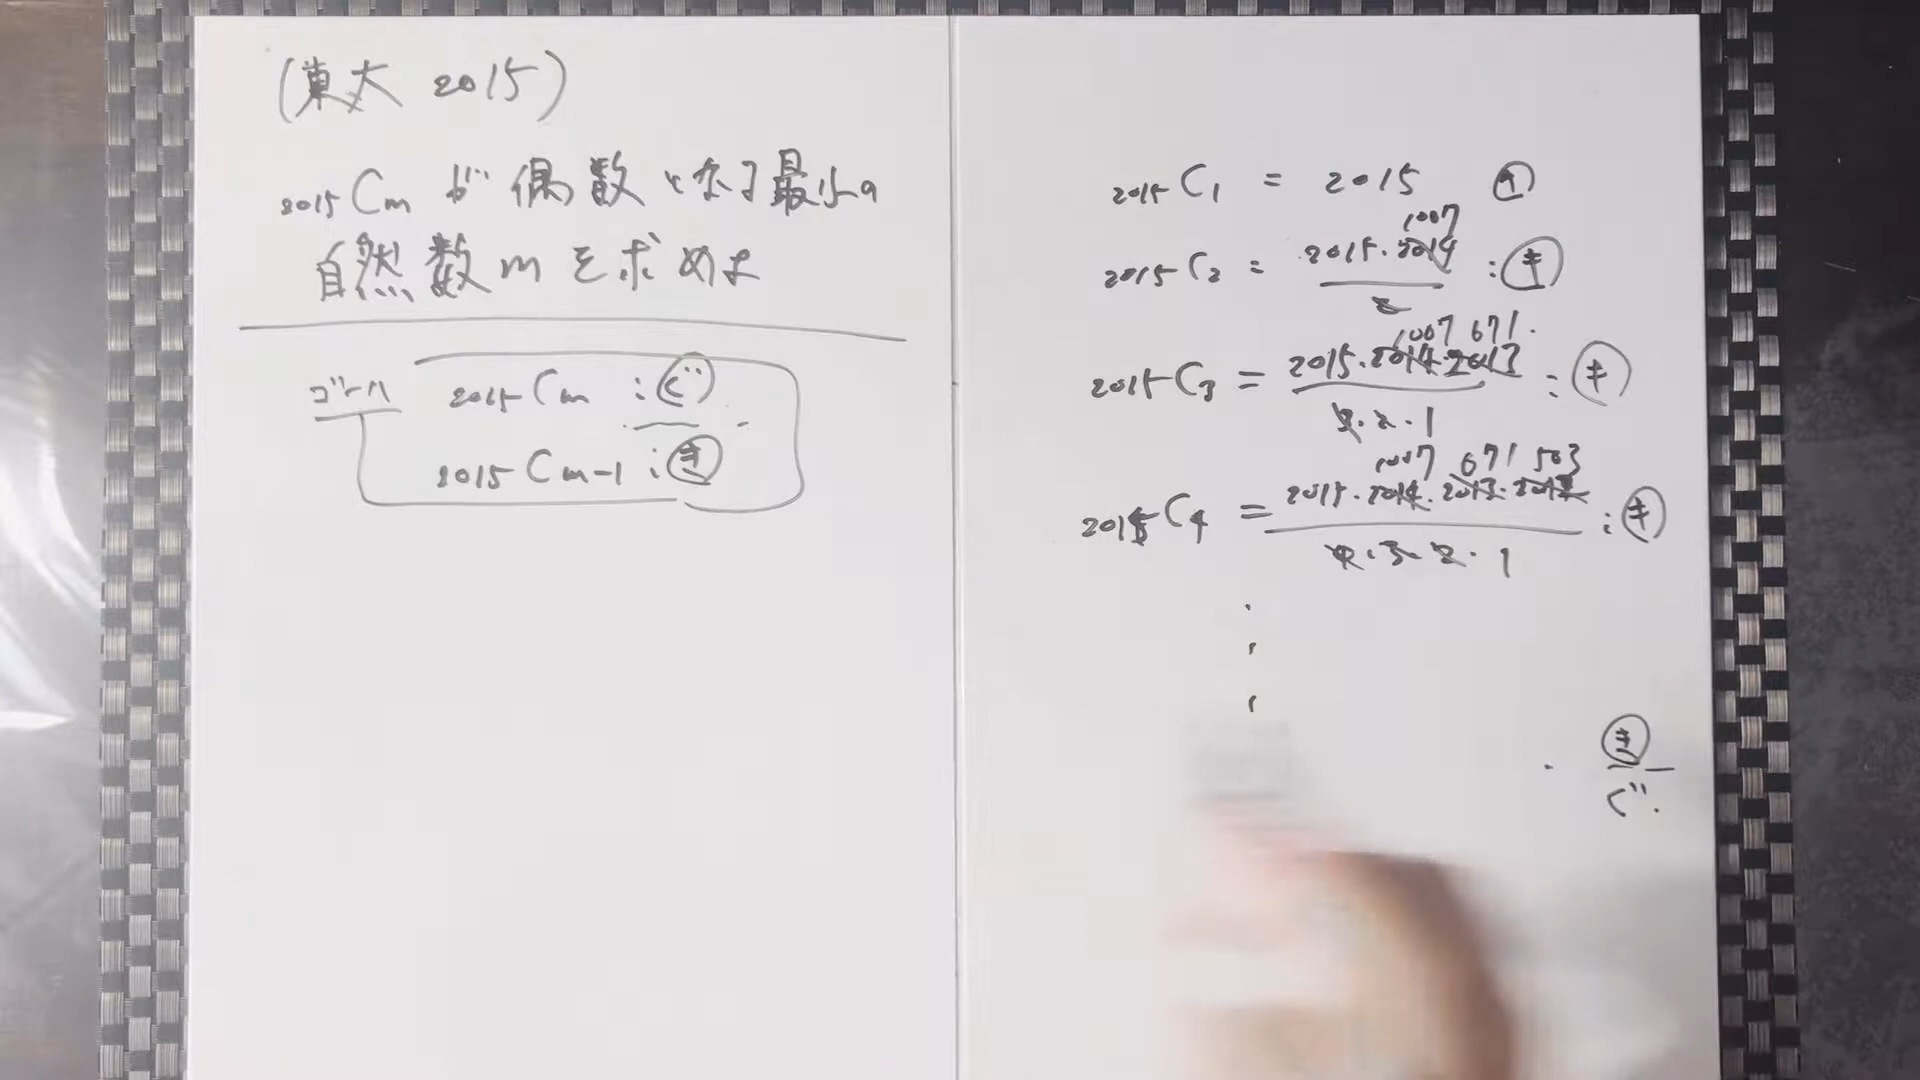 (東大 2015)
2015Cm が 偶数となる最小の
自然数mを求めよ
ゴール
2015Cm : ぐ
2015Cm-1 : き
2015C1 = 2015 き
1007
2015C2 = 2015・2014 / 2 : き
1007 671
2015C3 = 2015・2014・2013 / 3・2・1 : き
1007 671 503
2015C4 = 2015・2014・2013・2012 / 4・3・2・1 : き
き / ぐ